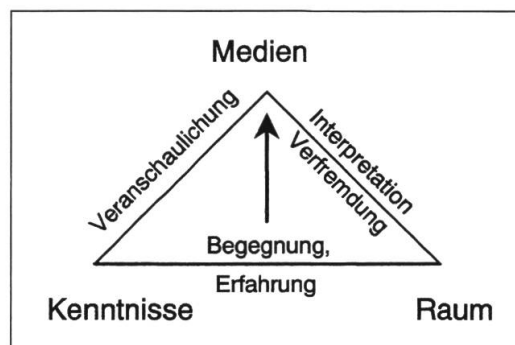 Medien
Veranschaulichung
Interpretation
Verfremdung
Begegnung,
Erfahrung
Kenntnisse
Raum